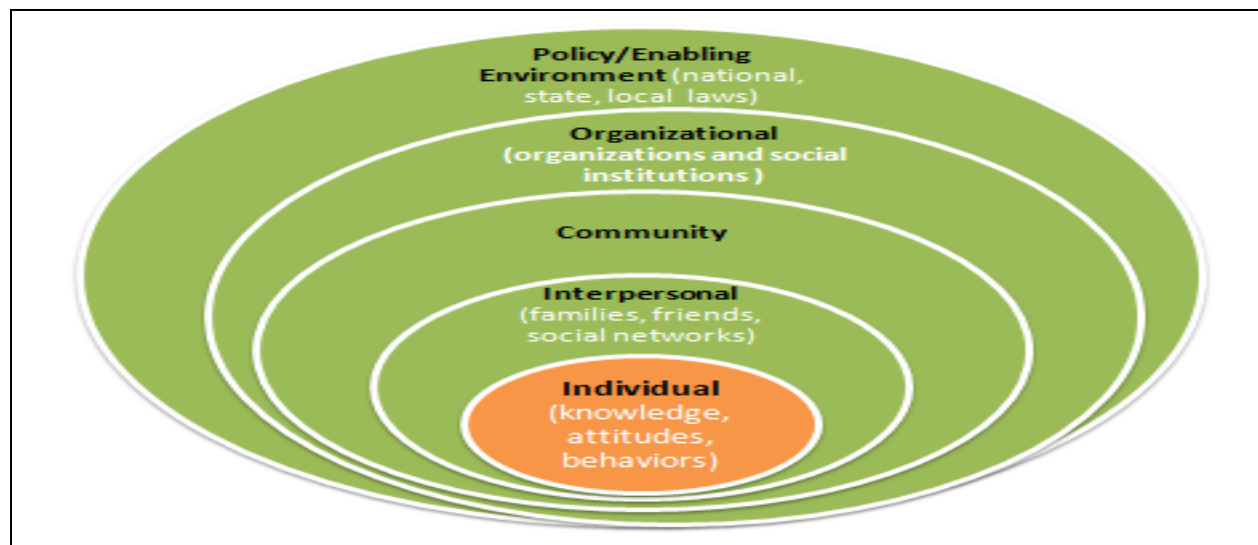 Policy/Enabling
Environment (national,
state, local laws)
Organizational
(organizations and social
institutions )
Community
Interpersonal
(families, friends,
social networks)
Individual
(knowledge,
attitudes,
behaviors)